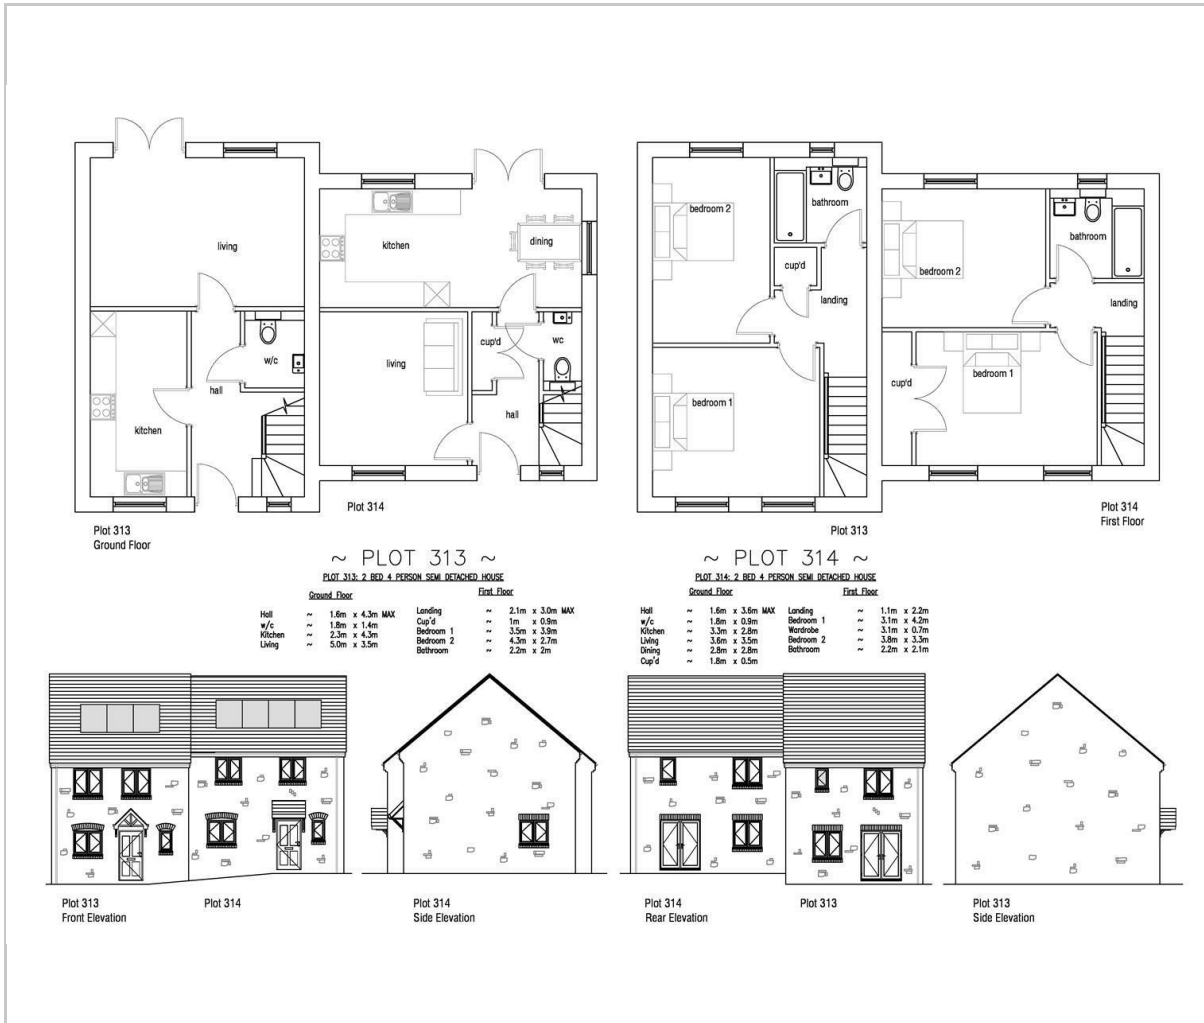 bedroom 2
bathroom
living
kitchen
dining
bedroom 2
bathroom
cup'd
landing
landing
w/c
living
cup'd
wc
hall
hall
kitchen
bedroom 1
cup'd
bedroom 1
Plot 313
Ground Floor
Plot 314
Plot 313
Plot 314
First Floor
~ PLOT 313 ~
PLOT 313: 2 BED 4 PERSON SEMI DETACHED HOUSE
Ground Floor
Hall ~ 1.6m x 4.3m MAX
w/c ~ 1.8m x 1.4m
Kitchen ~ 2.3m x 4.3m
Living ~ 5.0m x 3.5m
First Floor
Landing ~ 2.1m x 3.0m MAX
Cup'd ~ 1m x 0.9m
Bedroom 1 ~ 3.5m x 3.9m
Bedroom 2 ~ 4.3m x 2.7m
Bathroom ~ 2.2m x 2m
~ PLOT 314 ~
PLOT 314: 2 BED 4 PERSON SEMI DETACHED HOUSE
Ground Floor
Hall ~ 1.6m x 3.6m MAX
w/c ~ 1.8m x 0.9m
Kitchen ~ 3.3m x 2.8m
Living ~ 3.6m x 3.5m
Dining ~ 2.8m x 2.8m
Cup'd ~ 1.8m x 0.5m
First Floor
Landing ~ 1.1m x 2.2m
Bedroom 1 ~ 3.1m x 4.2m
Wardrobe ~ 3.1m x 0.7m
Bedroom 2 ~ 3.8m x 3.3m
Bathroom ~ 2.2m x 2.1m
Plot 313
Front Elevation
Plot 314
Plot 314
Side Elevation
Plot 314
Rear Elevation
Plot 313
Plot 313
Side Elevation